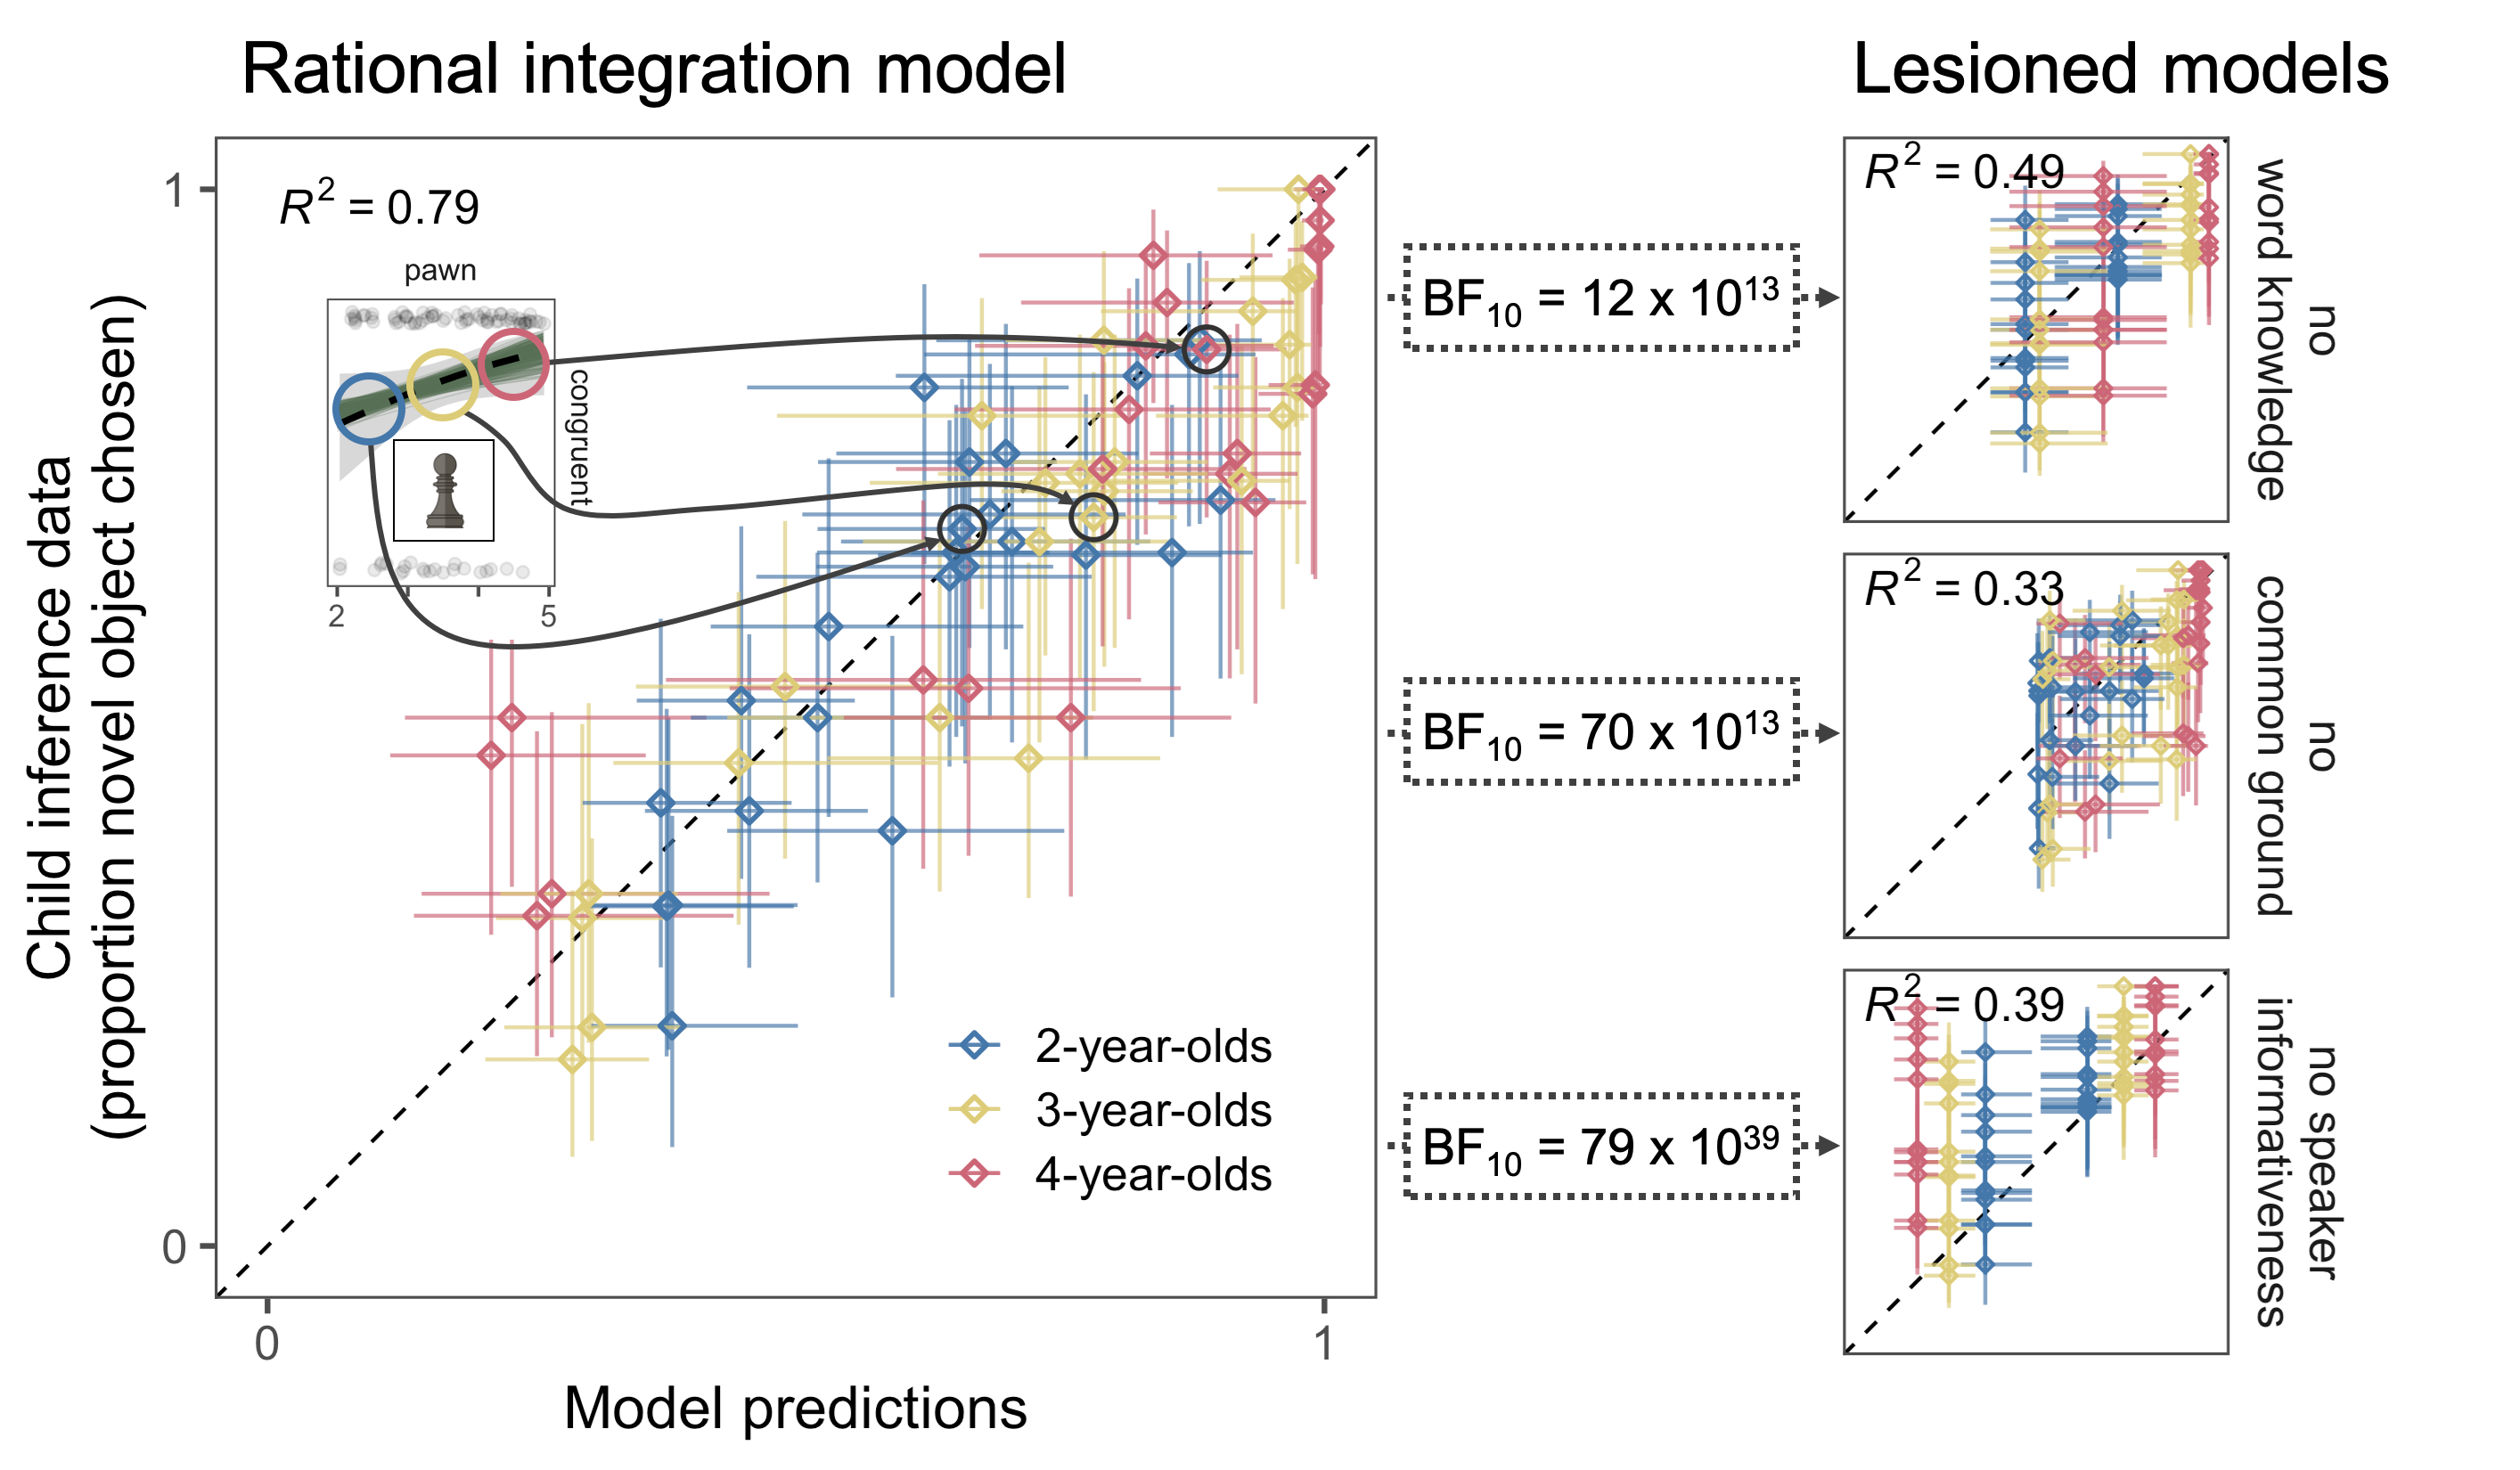 Rational integration model
Lesioned models
Child inference data
(proportion novel object chosen)
1
0
R² = 0.79
pawn
congruent
2
5
2-year-olds
3-year-olds
4-year-olds
0
1
Model predictions
BF₁₀ = 12 x 10¹³
BF₁₀ = 70 x 10¹³
BF₁₀ = 79 x 10³⁹
R² = 0.49
no
word knowledge
R² = 0.33
no
common ground
R² = 0.39
no speaker
informativeness